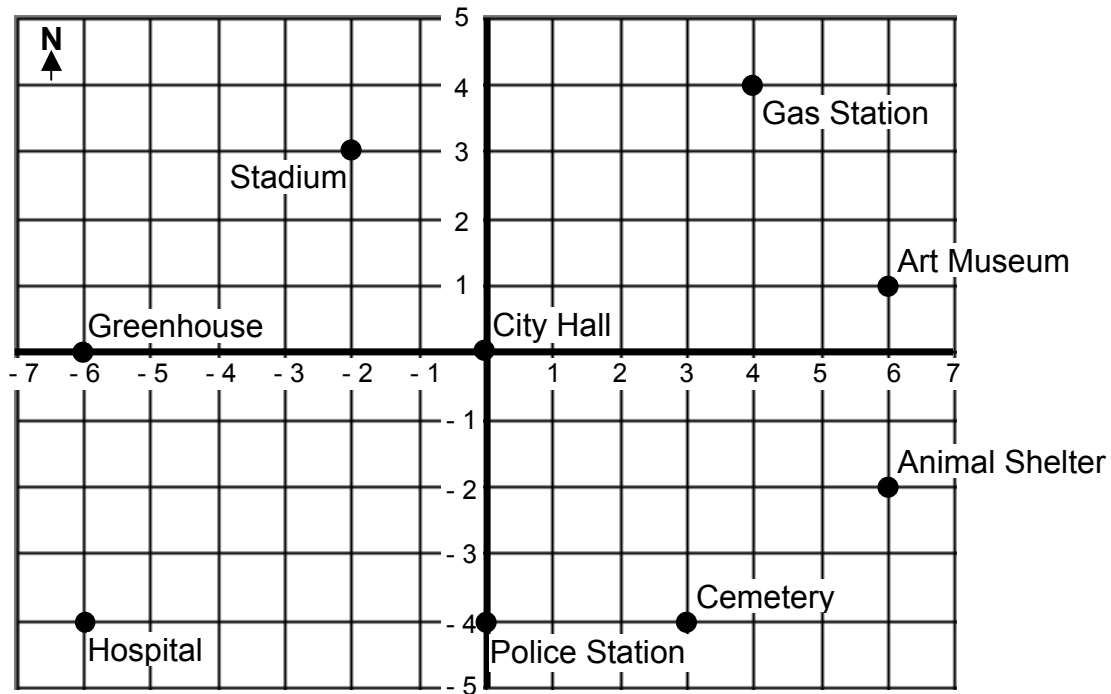 5
N
4
Gas Station
3
Stadium
2
Art Museum
1
Greenhouse
City Hall
- 7 - 6 - 5 - 4 - 3 - 2 - 1 1 2 3 4 5 6 7
- 1
Animal Shelter
- 2
- 3
Cemetery
- 4
Hospital
Police Station
- 5